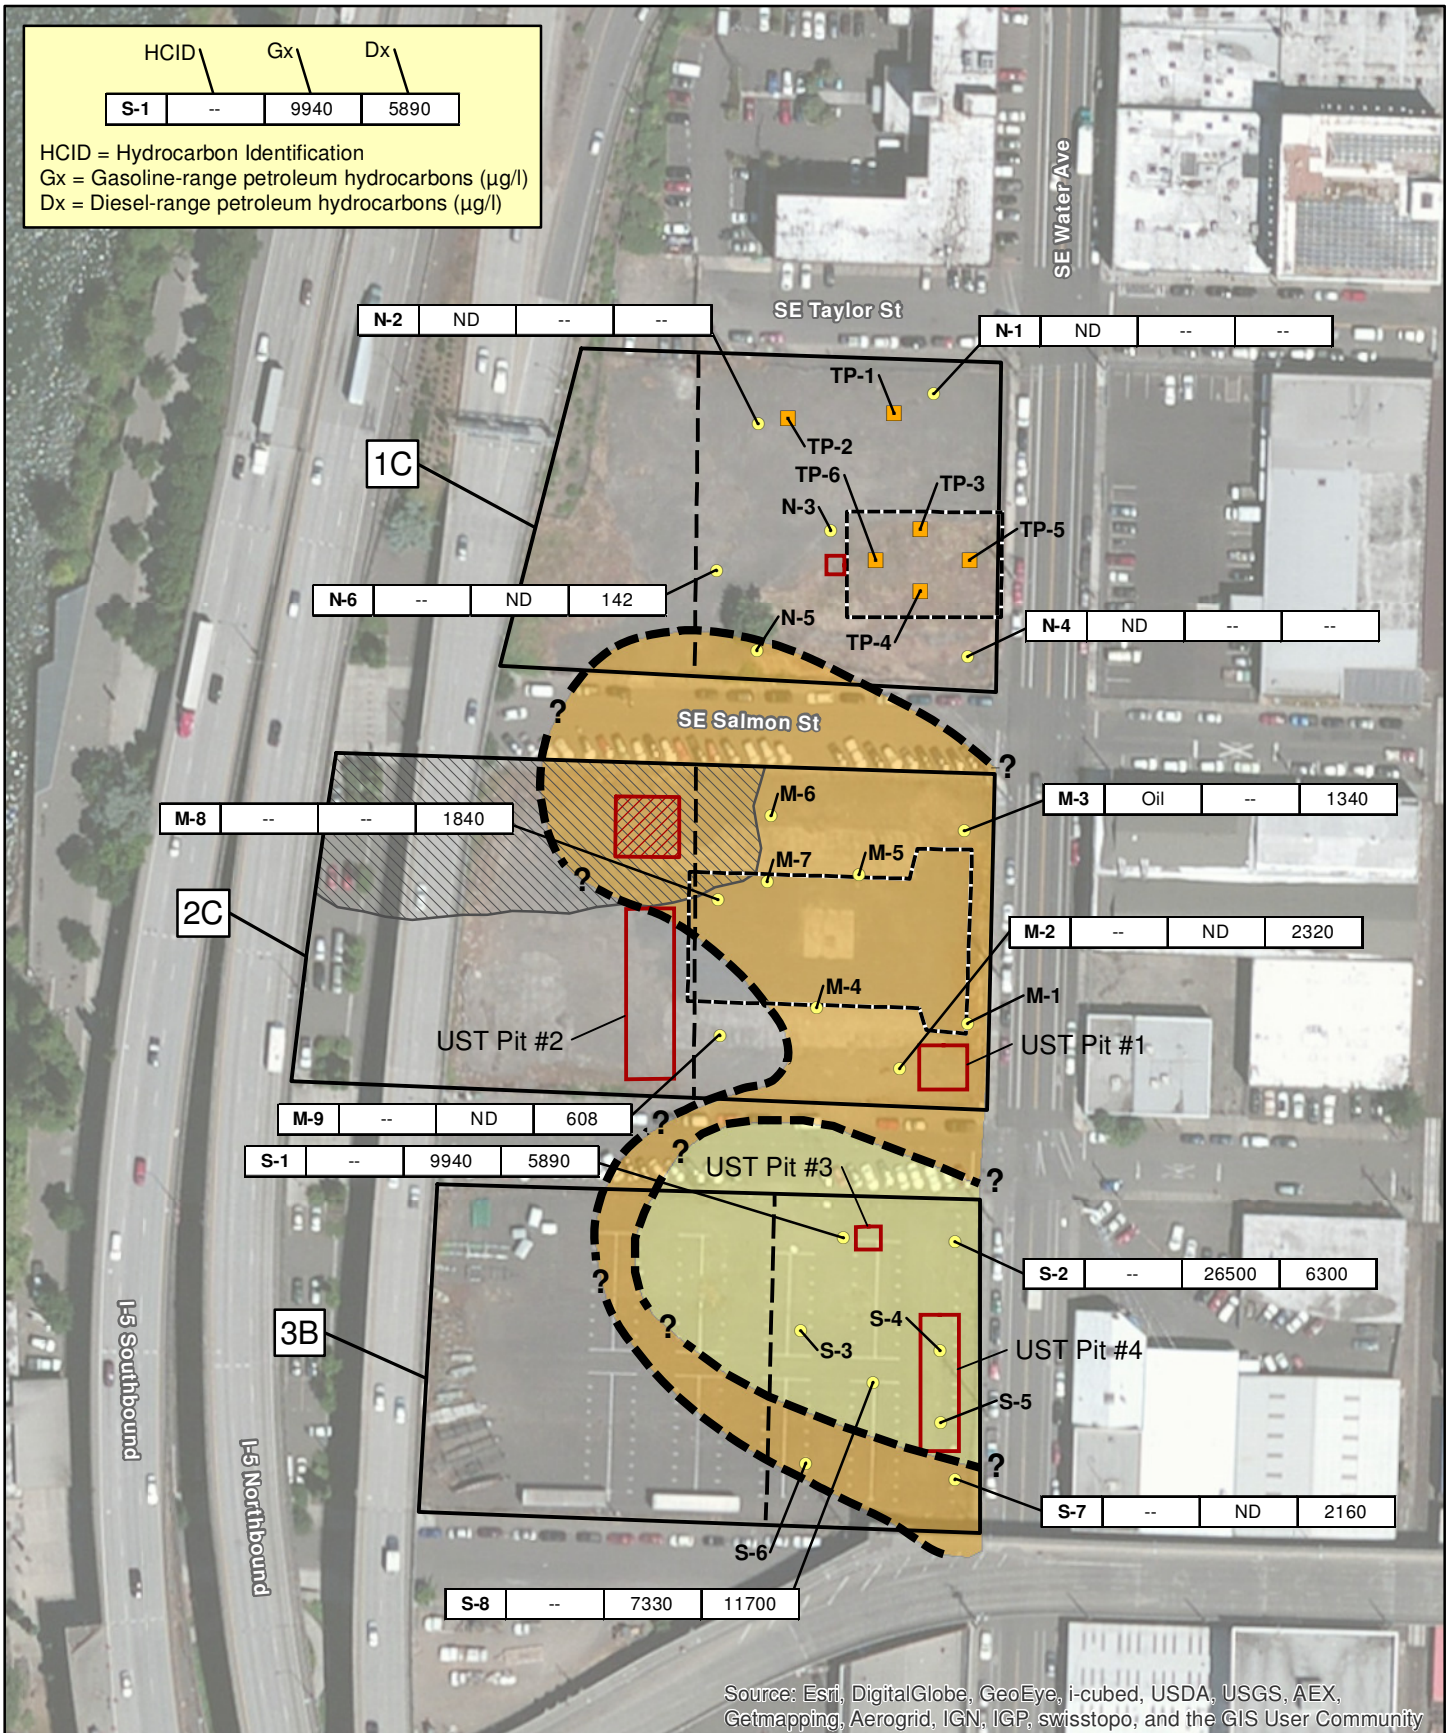 HCID Gx Dx
S-1 -- 9940 5890
HCID = Hydrocarbon Identification
Gx = Gasoline-range petroleum hydrocarbons (µg/l)
Dx = Diesel-range petroleum hydrocarbons (µg/l)
SE Water Ave
SE Taylor St
N-2 ND -- --
N-1 ND -- --
TP-1
TP-2
1C
TP-6
TP-3
N-3
TP-5
N-6 -- ND 142
N-5
TP-4
N-4 ND -- --
?
SE Salmon St
?
M-6
M-3 Oil -- 1340
M-8 -- -- 1840
M-7
M-5
?
2C
M-2 -- ND 2320
M-4
M-1
UST Pit #2
UST Pit #1
M-9 -- ND 608
?
?
S-1 -- 9940 5890
UST Pit #3
?
S-2 -- 26500 6300
?
3B
?
S-4
S-3
UST Pit #4
I-5 Southbound
S-5
I-5 Northbound
?
S-7 -- ND 2160
S-6
S-8 -- 7330 11700
Source: Esri, DigitalGlobe, GeoEye, i-cubed, USDA, USGS, AEX,
Getmapping, Aerogrid, IGN, IGP, swisstopo, and the GIS User Community